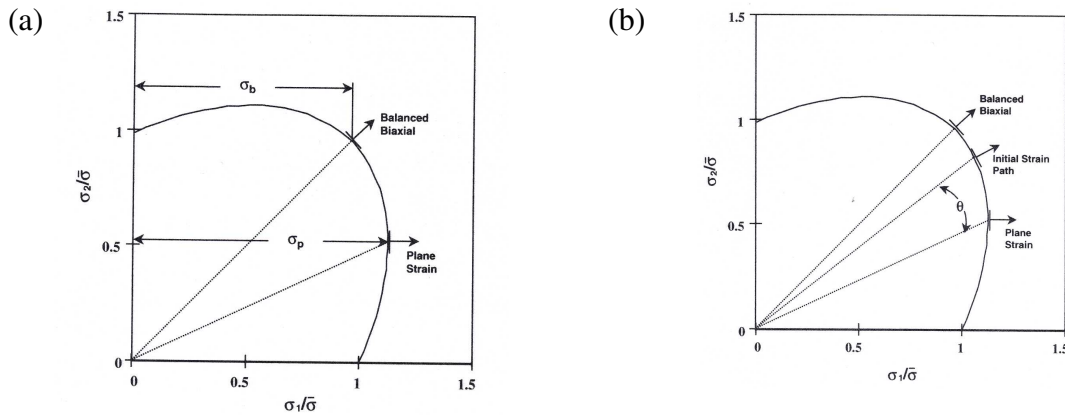 (a)
1.5
1
0.5
0
σ₂/σ̄
σb
Balanced
Biaxial
σp
Plane
Strain
0
0.5
1
1.5
σ₁/σ̄
(b)
1.5
1
0.5
0
σ₂/σ̄
Balanced
Biaxial
Initial Strain
Path
θ
Plane
Strain
0
0.5
1
1.5
σ₁/σ̄